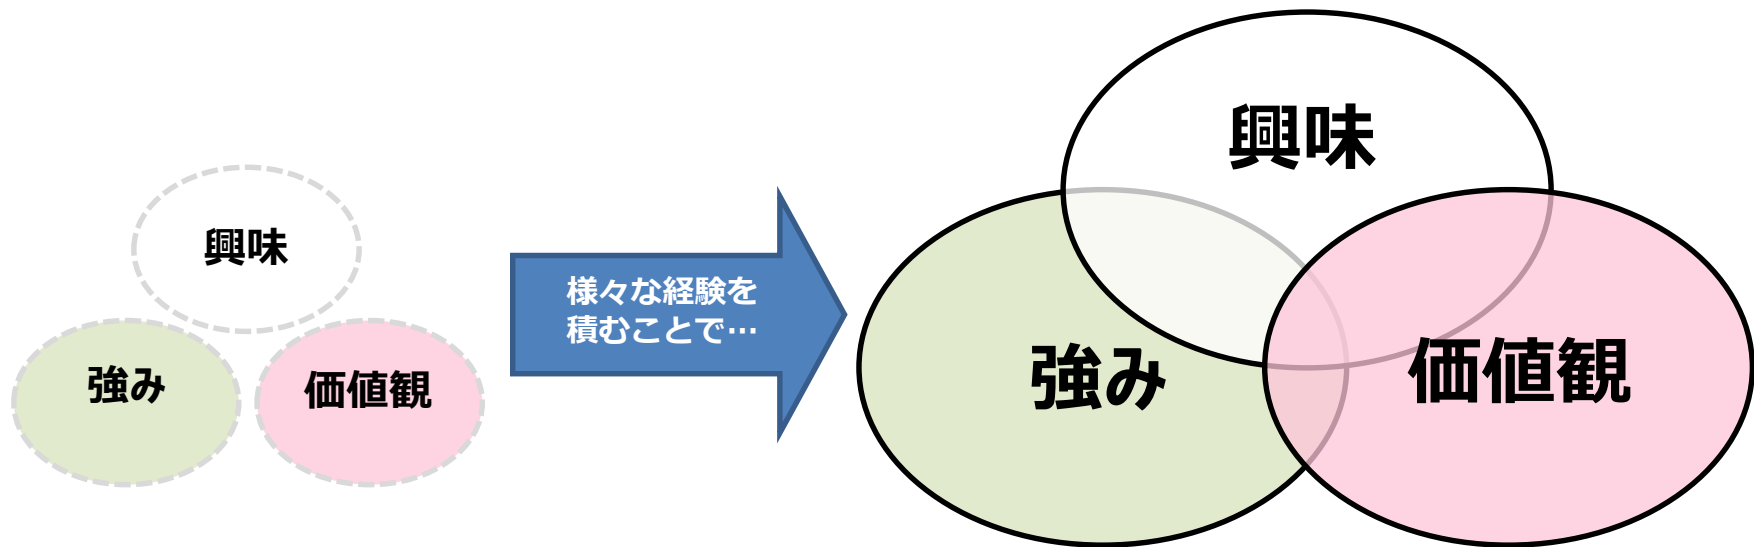 興味
強み
価値観
様々な経験を
積むことで…
興味
強み
価値観